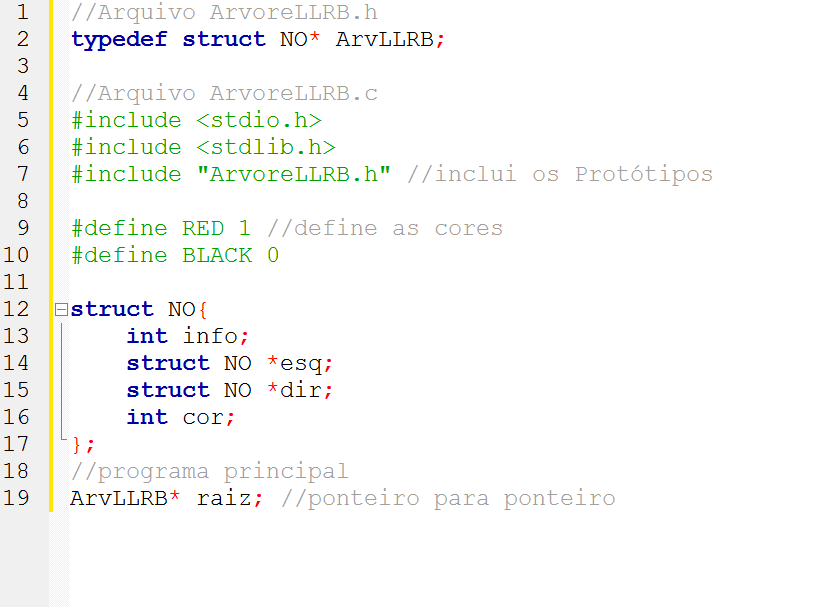 1 //Arquivo ArvoreLLRB.h
2 typedef struct NO* ArvLLRB;
3
4 //Arquivo ArvoreLLRB.c
5 #include <stdio.h>
6 #include <stdlib.h>
7 #include "ArvoreLLRB.h" //inclui os Protótipos
8
9 #define RED 1 //define as cores
10 #define BLACK 0
11
12 struct NO{
13     int info;
14     struct NO *esq;
15     struct NO *dir;
16     int cor;
17 };
18 //programa principal
19 ArvLLRB* raiz; //ponteiro para ponteiro